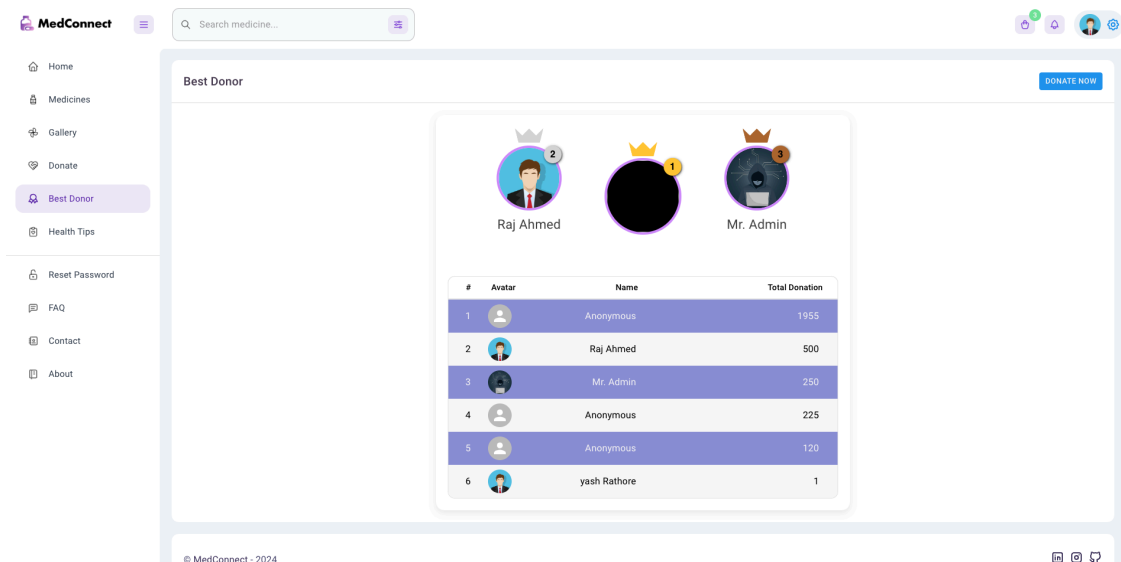 MedConnect
Search medicine...
3
Home
Medicines
Gallery
Donate
Best Donor
Health Tips
Reset Password
FAQ
Contact
About
Best Donor
DONATE NOW
2
1
3
Raj Ahmed
Mr. Admin
# Avatar Name Total Donation
1 Anonymous 1955
2 Raj Ahmed 500
3 Mr. Admin 250
4 Anonymous 225
5 Anonymous 120
6 yash Rathore 1
© MedConnect - 2024